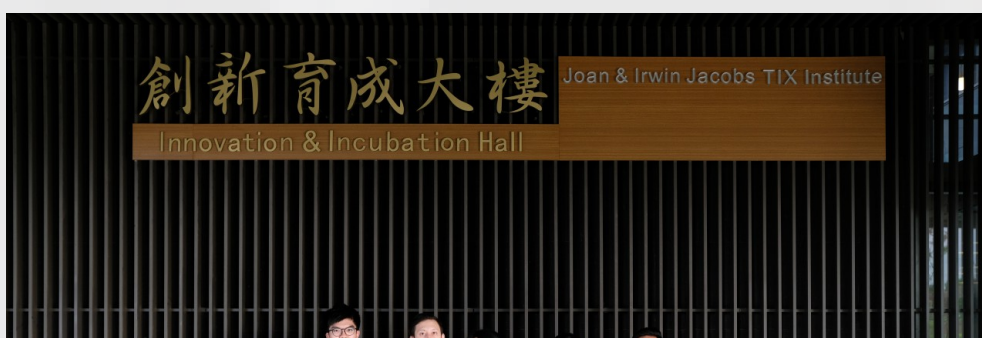 創新育成大樓
Joan & Irwin Jacobs TIX Institute
Innovation & Incubation Hall